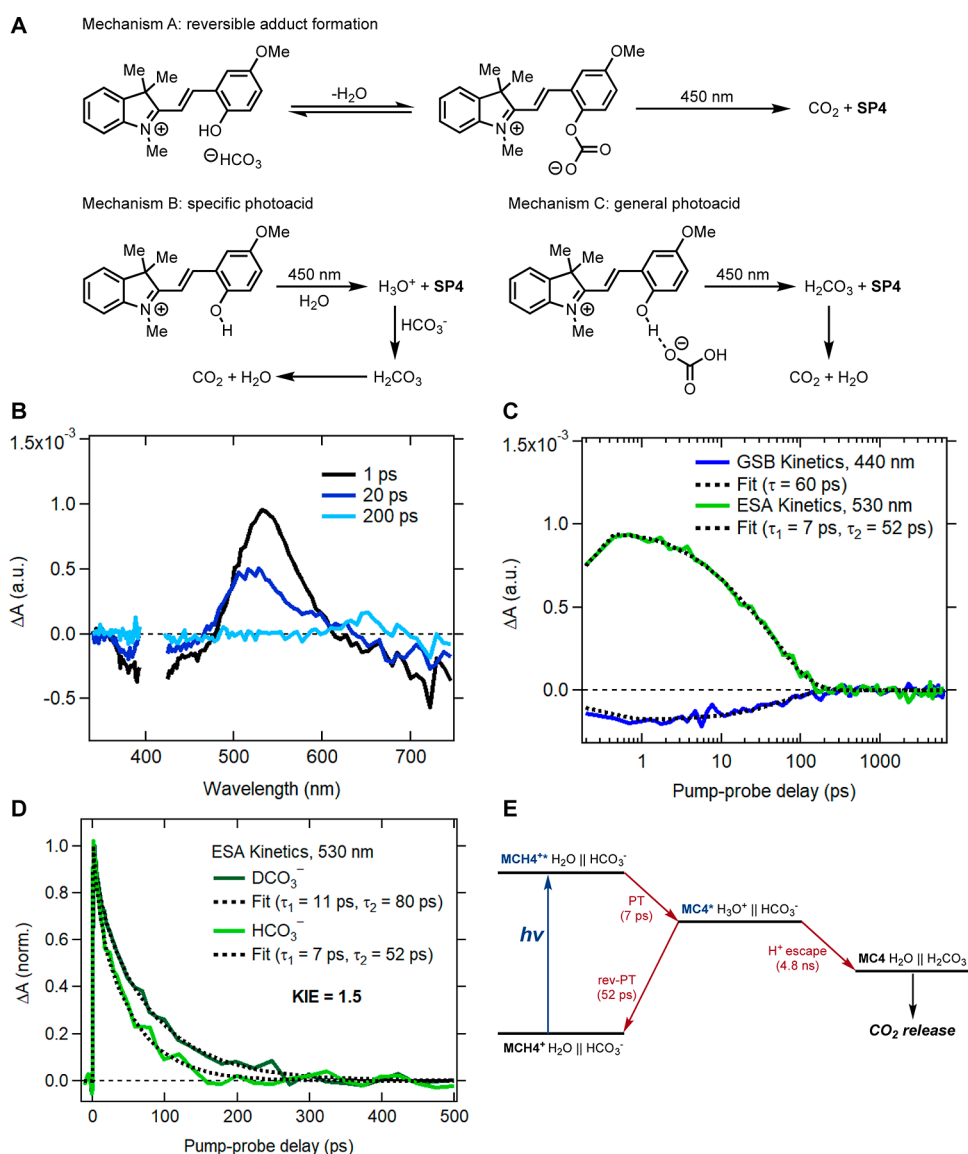 A
Mechanism A: reversible adduct formation
OMe
OMe
Me Me
Me Me
-H₂O
450 nm
CO₂ + SP4
HO
O
O
N
⊕
N
⊕
O
⊖
Me
⊖HCO₃
Me
Mechanism B: specific photoacid
Mechanism C: general photoacid
OMe
OMe
Me Me
Me Me
450 nm
H₂O
H₃O⁺ + SP4
450 nm
H₂CO₃ + SP4
N
⊕
O
H
Me
N
⊕
O
H
Me
HCO₃⁻
⊖
O
OH
O
CO₂ + H₂O
H₂CO₃
CO₂ + H₂O
B
1.5x10⁻³
1.0
0.5
0.0
-0.5
ΔA (a.u.)
1 ps
20 ps
200 ps
400 500 600 700
Wavelength (nm)
C
1.5x10⁻³
1.0
0.5
0.0
ΔA (a.u.)
GSB Kinetics, 440 nm
Fit (τ = 60 ps)
ESA Kinetics, 530 nm
Fit (τ₁ = 7 ps, τ₂ = 52 ps)
1 10 100 1000
Pump-probe delay (ps)
D
1.0
0.8
0.6
0.4
0.2
0.0
ΔA (norm.)
ESA Kinetics, 530 nm
DCO₃⁻
Fit (τ₁ = 11 ps, τ₂ = 80 ps)
HCO₃⁻
Fit (τ₁ = 7 ps, τ₂ = 52 ps)
KIE = 1.5
0 100 200 300 400 500
Pump-probe delay (ps)
E
MCH4⁺* H₂O || HCO₃⁻
PT
(7 ps)
MC4* H₃O⁺ || HCO₃⁻
hv
H⁺ escape
(4.8 ns)
rev-PT
(52 ps)
MC4 H₂O || H₂CO₃
MCH4⁺ H₂O || HCO₃⁻
CO₂ release